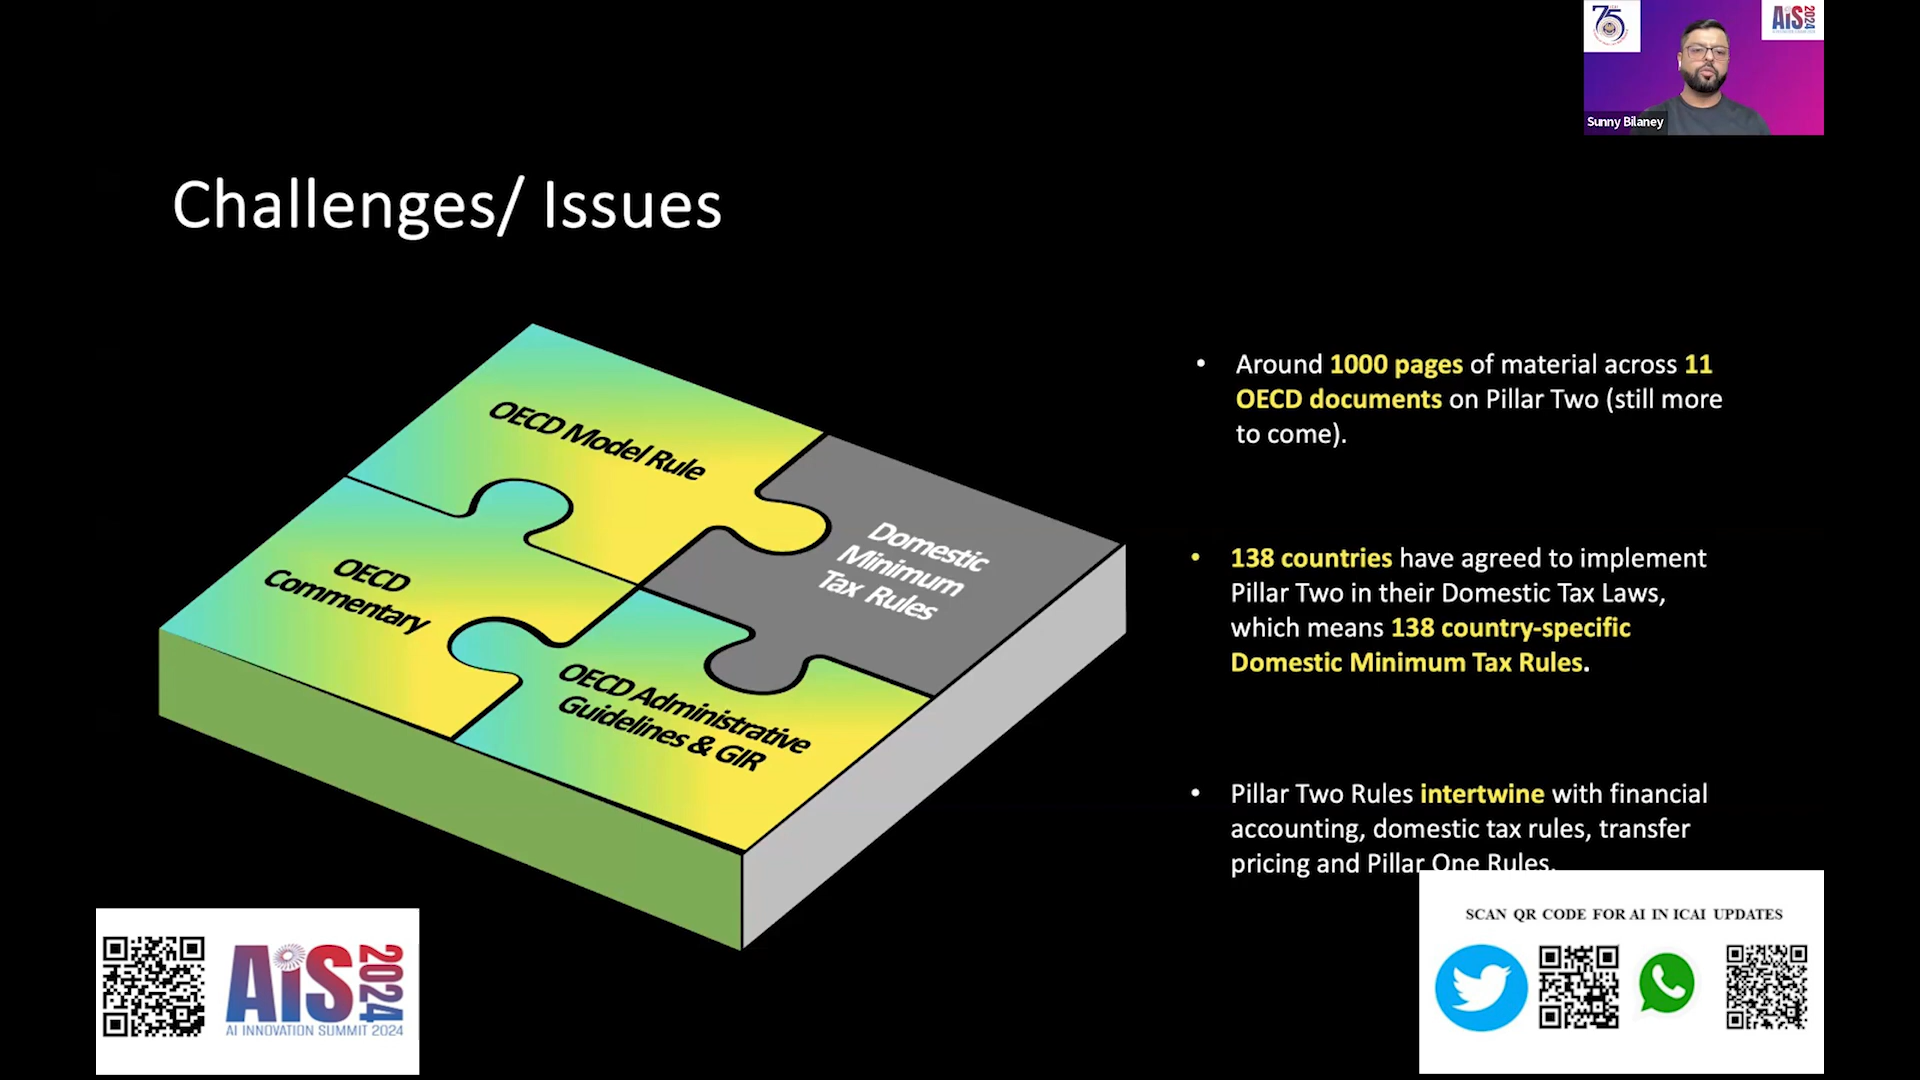 75
AiS 2024
Sunny Bilaney
Challenges/ Issues
OECD Model Rule
Domestic
Minimum
Tax Rules
OECD
Commentary
OECD Administrative
Guidelines & GIR
• Around 1000 pages of material across 11
OECD documents on Pillar Two (still more
to come).
• 138 countries have agreed to implement
Pillar Two in their Domestic Tax Laws,
which means 138 country-specific
Domestic Minimum Tax Rules.
• Pillar Two Rules intertwine with financial
accounting, domestic tax rules, transfer
pricing and Pillar One Rules.
AiS 2024
AI INNOVATION SUMMIT 2024
SCAN QR CODE FOR AI IN ICAI UPDATES